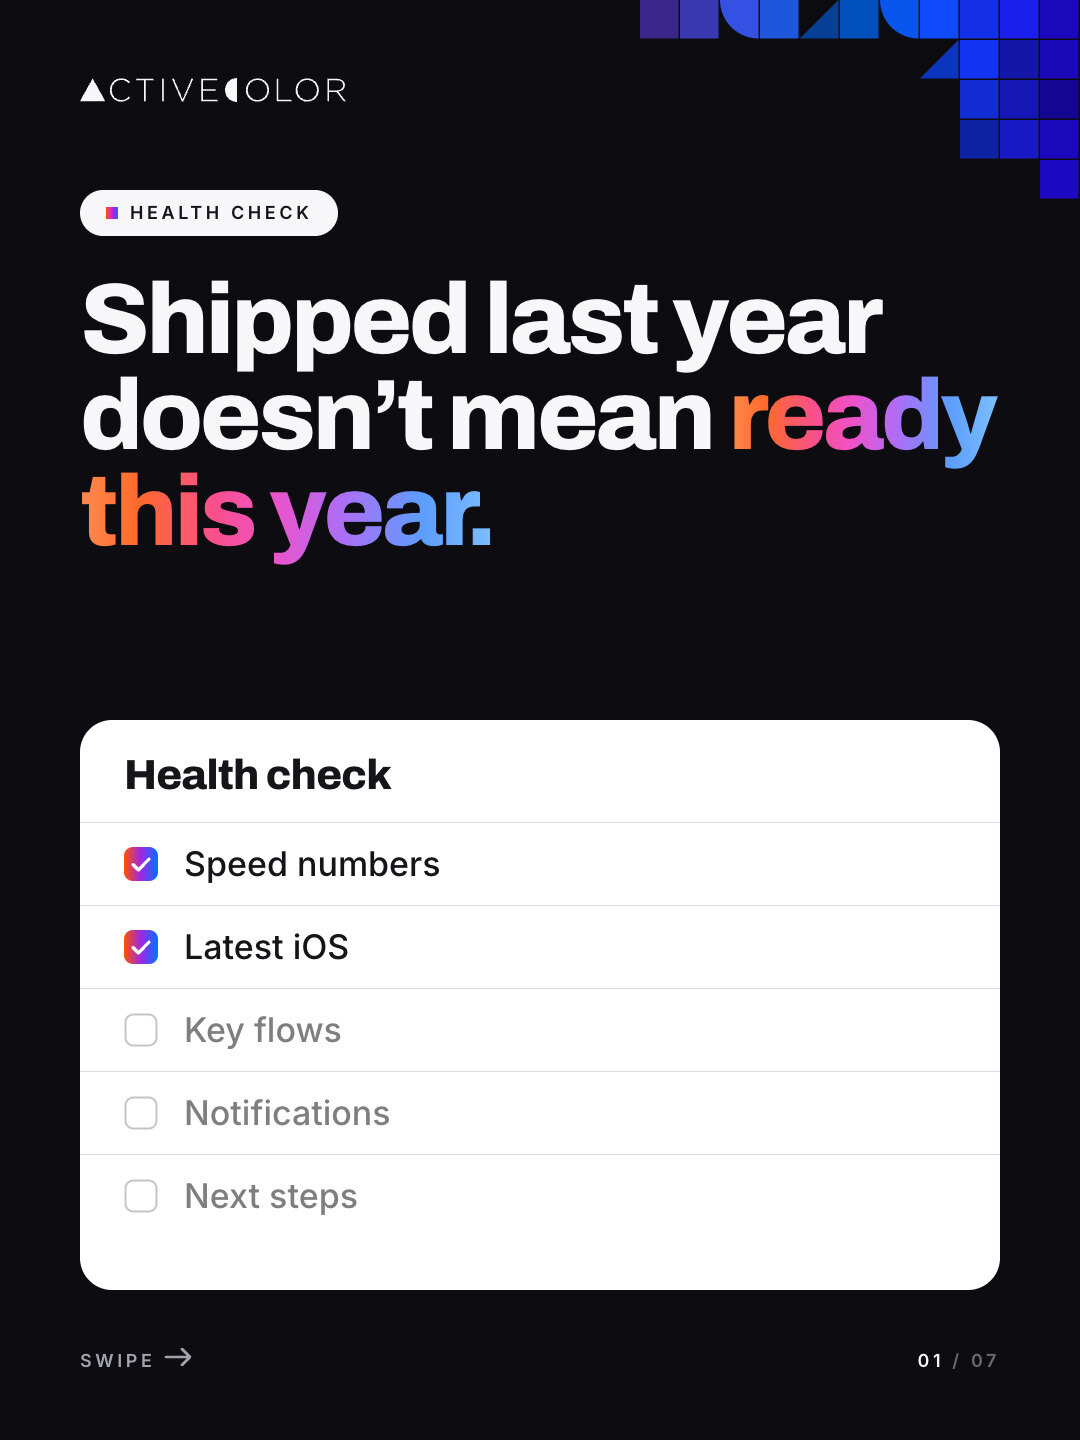 ACTIVECOLOR
HEALTH CHECK
Shipped last year
doesn’t mean ready
this year.
Health check
Speed numbers
Latest iOS
Key flows
Notifications
Next steps
SWIPE →
01 / 07